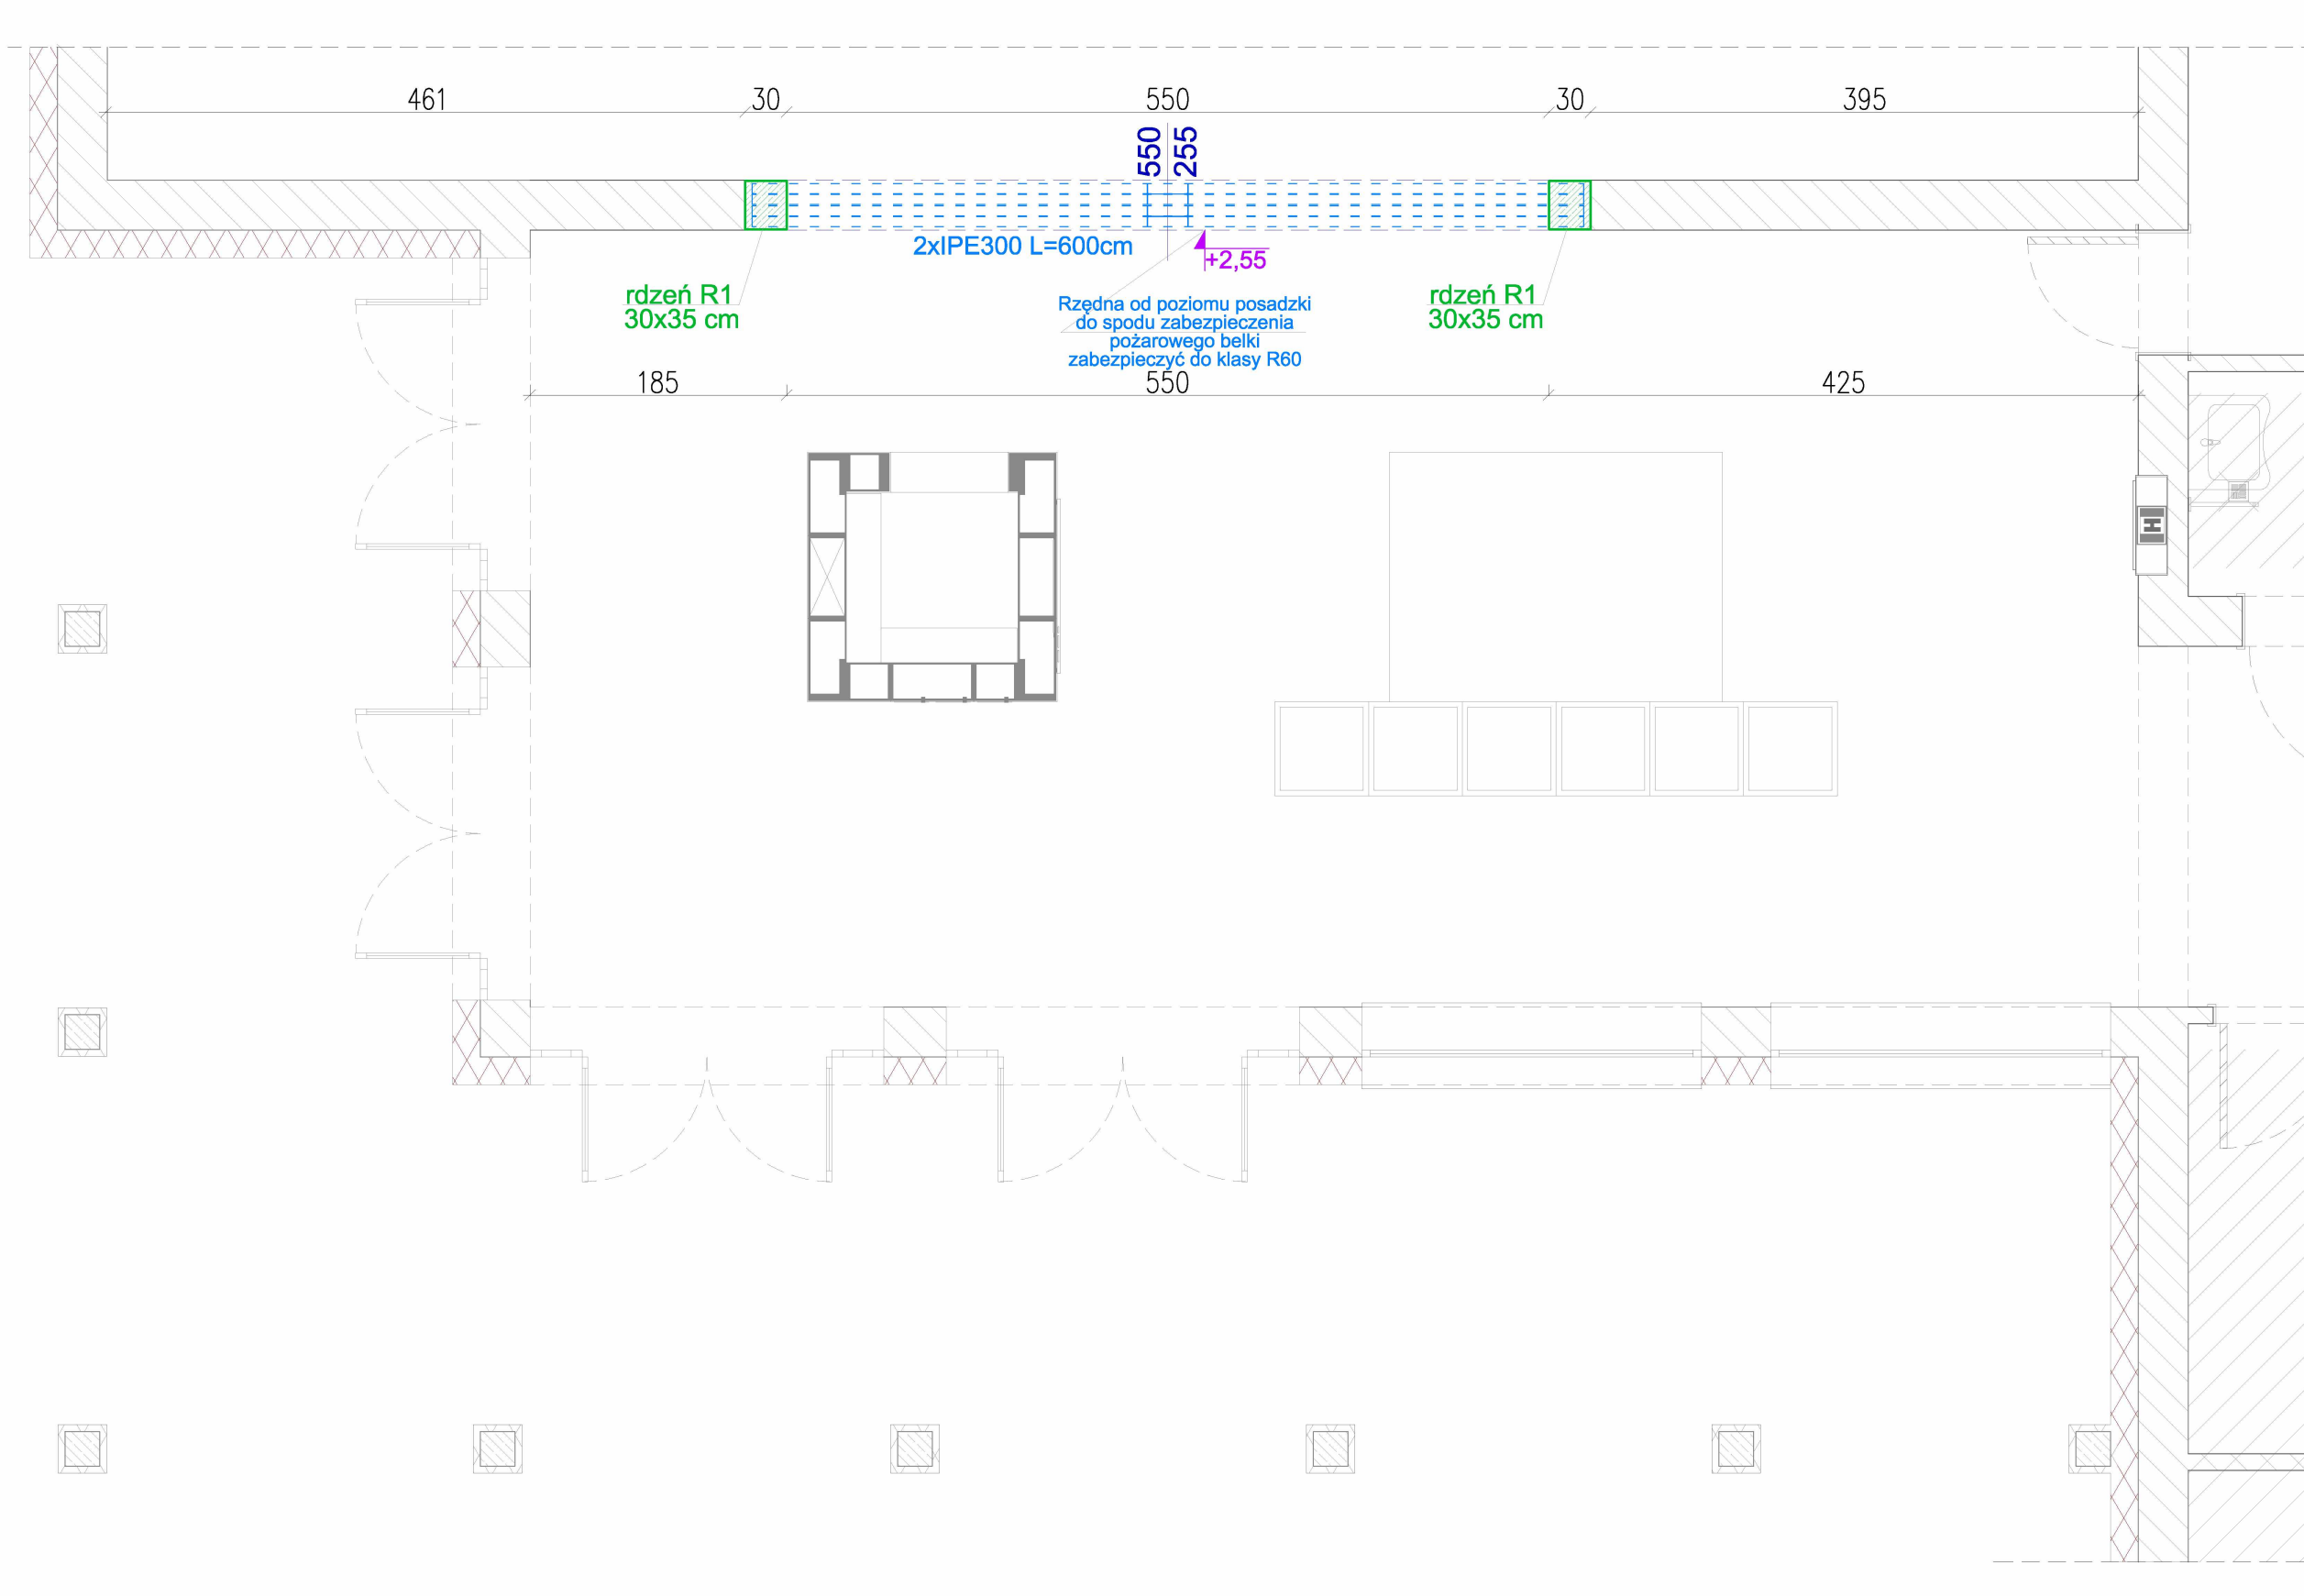 461
30
550
30
395
550
255
2xIPE300 L=600cm
+2,55
rdzeń R1
30x35 cm
Rzędna od poziomu posadzki
do spodu zabezpieczenia
pożarowego belki
zabezpieczyć do klasy R60
rdzeń R1
30x35 cm
185
550
425